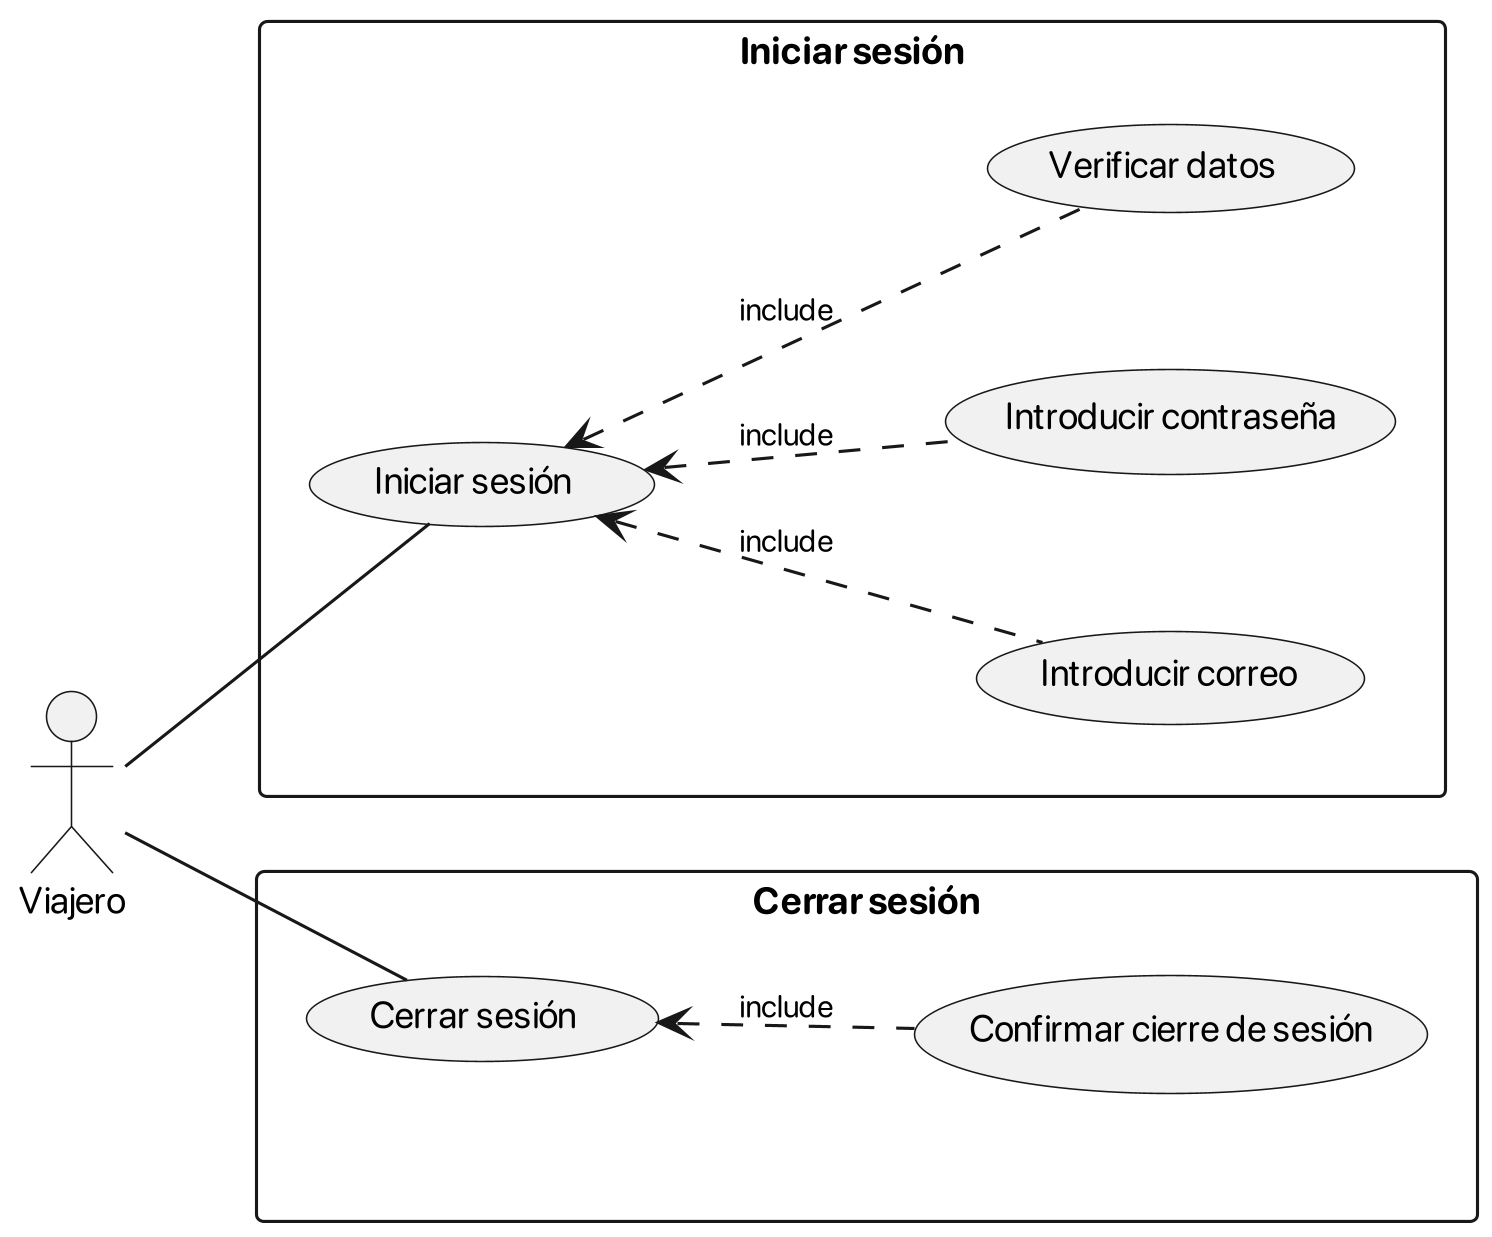 Iniciar sesión
Verificar datos
include
Introducir contraseña
include
Iniciar sesión
include
Introducir correo
Viajero
Cerrar sesión
include
Cerrar sesión
Confirmar cierre de sesión